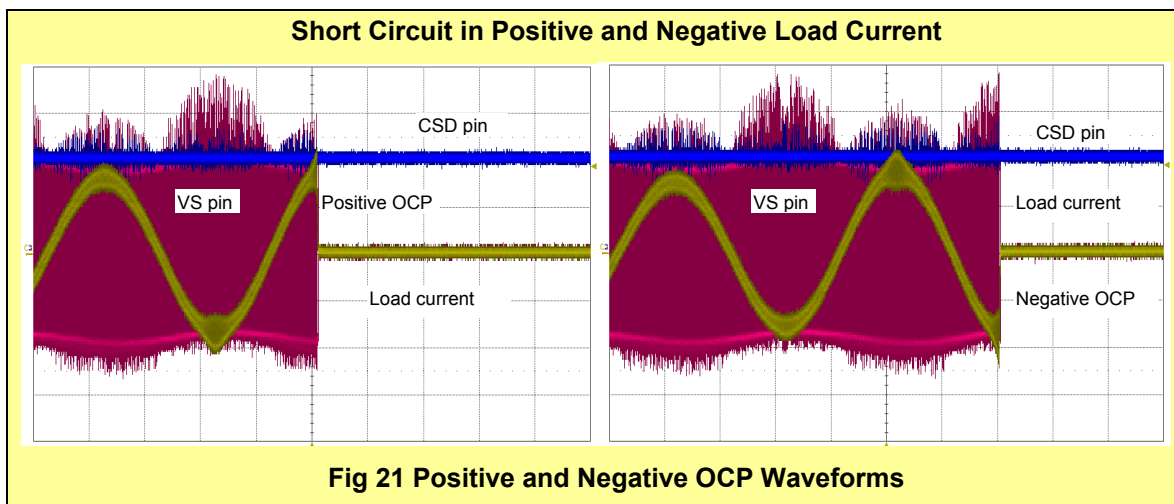 Short Circuit in Positive and Negative Load Current
CSD pin
VS pin
Positive OCP
Load current
CSD pin
VS pin
Load current
Negative OCP
Fig 21 Positive and Negative OCP Waveforms